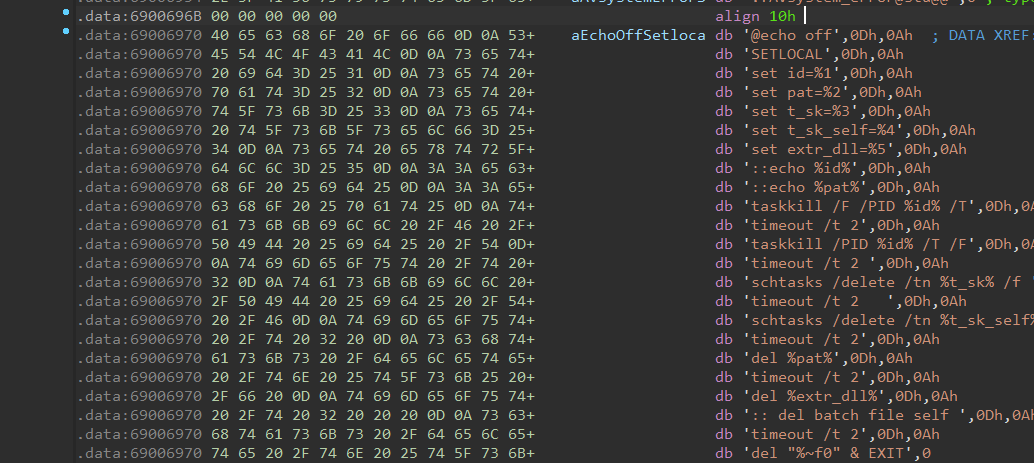 .data:6900696B 00 00 00 00 00 align 10h
.data:69006970 40 65 63 68 6F 20 6F 66 66 0D 0A 53+ aEchoOffSetloca db '@echo off',0Dh,0Ah ; DATA XREF:
.data:69006970 45 54 4C 4F 43 41 4C 0D 0A 73 65 74+ db 'SETLOCAL',0Dh,0Ah
.data:69006970 20 69 64 3D 25 31 0D 0A 73 65 74 20+ db 'set id=%1',0Dh,0Ah
.data:69006970 70 61 74 3D 25 32 0D 0A 73 65 74 20+ db 'set pat=%2',0Dh,0Ah
.data:69006970 74 5F 73 6B 3D 25 33 0D 0A 73 65 74+ db 'set t_sk=%3',0Dh,0Ah
.data:69006970 20 74 5F 73 6B 5F 73 65 6C 66 3D 25+ db 'set t_sk_self=%4',0Dh,0Ah
.data:69006970 34 0D 0A 73 65 74 20 65 78 74 72 5F+ db 'set extr_dll=%5',0Dh,0Ah
.data:69006970 64 6C 6C 3D 25 35 0D 0A 3A 3A 65 63+ db '::echo %id%',0Dh,0Ah
.data:69006970 68 6F 20 25 69 64 25 0D 0A 3A 3A 65+ db '::echo %pat%',0Dh,0Ah
.data:69006970 63 68 6F 20 25 70 61 74 25 0D 0A 74+ db 'taskkill /F /PID %id% /T',0Dh,0A
.data:69006970 61 73 6B 6B 69 6C 6C 20 2F 46 20 2F+ db 'timeout /t 2',0Dh,0Ah
.data:69006970 50 49 44 20 25 69 64 25 20 2F 54 0D+ db 'taskkill /PID %id% /T /F',0Dh,0A
.data:69006970 0A 74 69 6D 65 6F 75 74 20 2F 74 20+ db 'timeout /t 2 ',0Dh,0Ah
.data:69006970 32 0D 0A 74 61 73 6B 6B 69 6C 6C 20+ db 'schtasks /delete /tn %t_sk% /f '
.data:69006970 2F 50 49 44 20 25 69 64 25 20 2F 54+ db 'timeout /t 2   ',0Dh,0Ah
.data:69006970 20 2F 46 0D 0A 74 69 6D 65 6F 75 74+ db 'schtasks /delete /tn %t_sk_self%
.data:69006970 20 2F 74 20 32 20 0D 0A 73 63 68 74+ db 'timeout /t 2',0Dh,0Ah
.data:69006970 61 73 6B 73 20 2F 64 65 6C 65 74 65+ db 'del %pat%',0Dh,0Ah
.data:69006970 20 2F 74 6E 20 25 74 5F 73 6B 25 20+ db 'timeout /t 2',0Dh,0Ah
.data:69006970 2F 66 20 0D 0A 74 69 6D 65 6F 75 74+ db 'del %extr_dll%',0Dh,0Ah
.data:69006970 20 2F 74 20 32 20 20 20 0D 0A 73 63+ db ':: del batch file self ',0Dh,0Ah
.data:69006970 68 74 61 73 6B 73 20 2F 64 65 6C 65+ db 'timeout /t 2',0Dh,0Ah
.data:69006970 74 65 20 2F 74 6E 20 25 74 5F 73 6B+ db 'del "%~f0" & EXIT',0